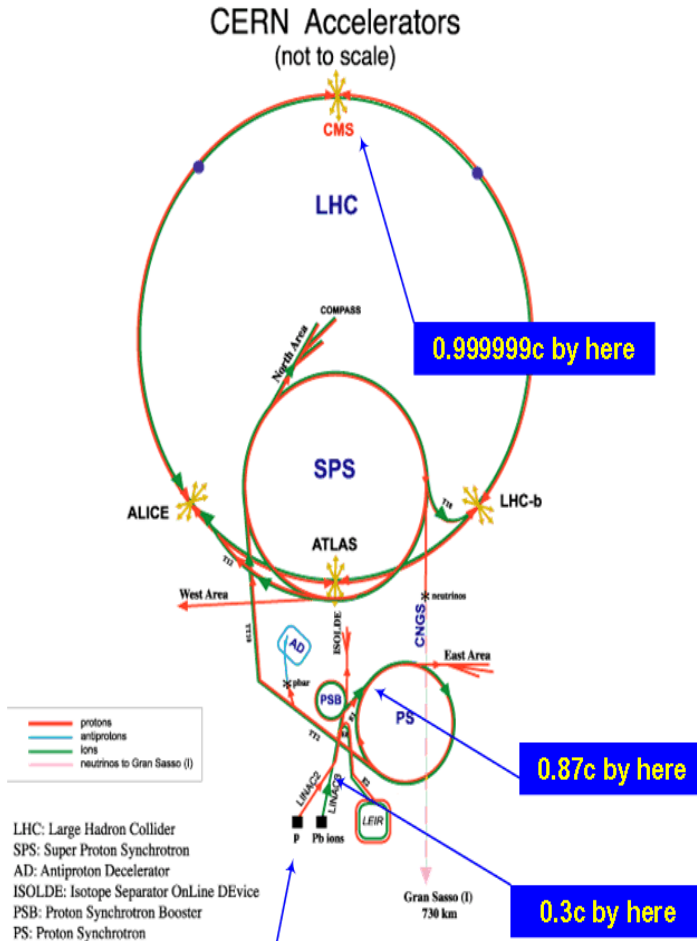 CERN Accelerators
(not to scale)
CMS
LHC
COMPASS
North Area
0.999999c by here
SPS
TI8
ALICE
LHC-b
ATLAS
TI2
West Area
neutrinos
CNGS
ISOLDE
TT10
East Area
AD
pbar
PSB
PS
protons
antiprotons
ions
neutrinos to Gran Sasso (I)
0.87c by here
LINAC2
LINAC3
P
Pb ions
LEIR
LHC: Large Hadron Collider
SPS: Super Proton Synchrotron
AD: Antiproton Decelerator
ISOLDE: Isotope Separator OnLine DEvice
PSB: Proton Synchrotron Booster
PS: Proton Synchrotron
Gran Sasso (I)
730 km
0.3c by here